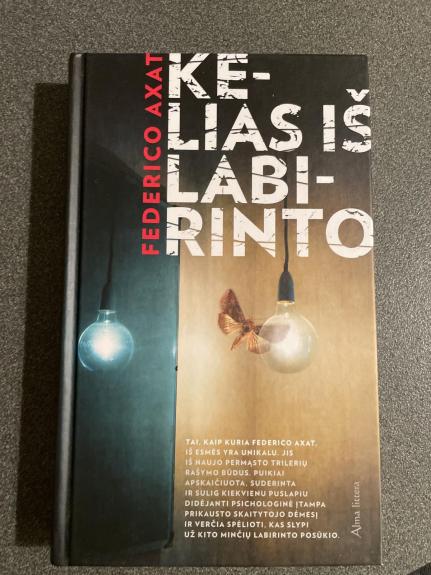 FEDERICO AXAT
KE-
LIAS IŠ
LABI-
RINTO
TAI, KAIP KURIA FEDERICO AXAT,
IŠ ESMĖS YRA UNIKALU. JIS
IŠ NAUJO PERMĄSTO TRILERIŲ
RAŠYMO BŪDUS. PUIKIAI
APSKAIČIUOTA, SUDERINTA
IR SULIG KIEKVIENU PUSLAPIU
DIDĖJANTI PSICHOLOGINĖ ĮTAMPA
PRIKAUSTO SKAITYTOJO DĖMESĮ
IR VERČIA SPĖLIOTI, KAS SLYPI
UŽ KITO MINČIŲ LABIRINTO POSŪKIO.
Alma littera